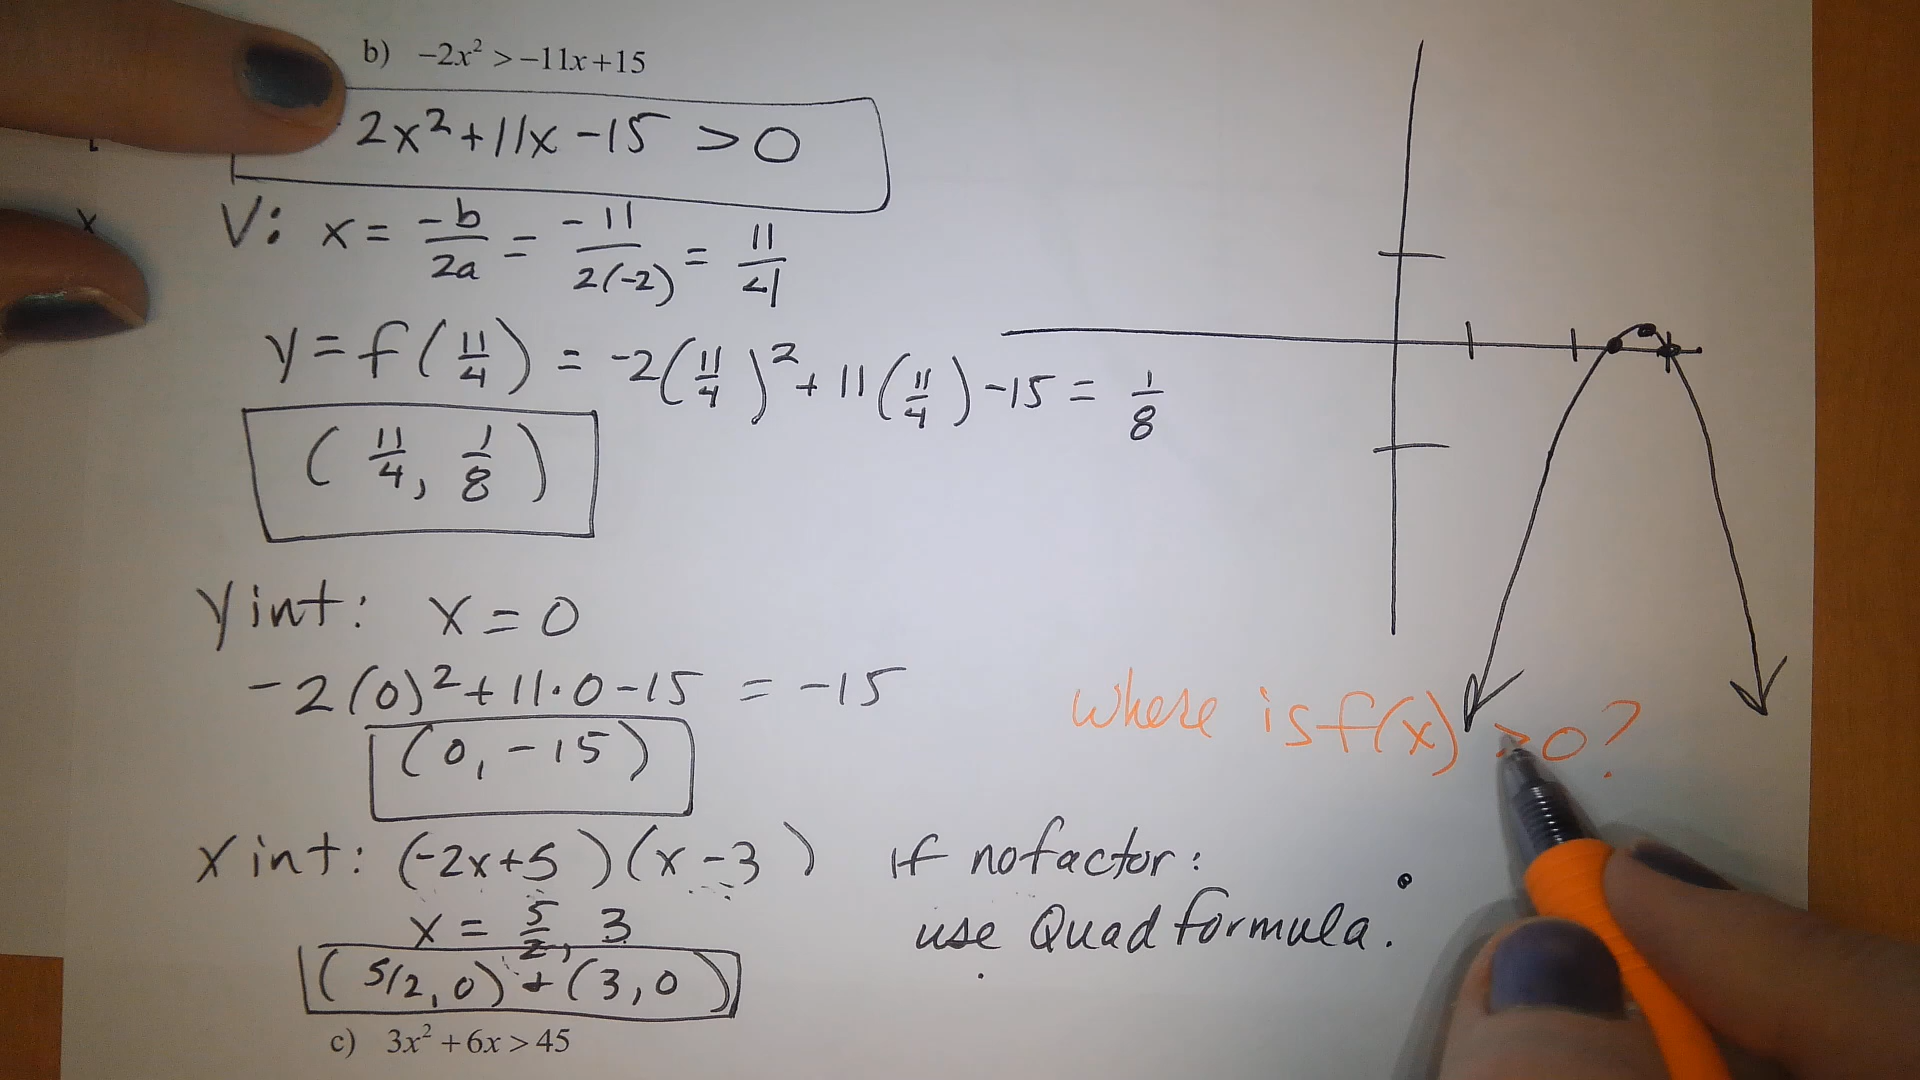 b) −2x² > −11x+15
2x² + 11x − 15 > 0
V: x = -b/2a = -11/2(-2) = 11/4
y = f(11/4) = -2(11/4)² + 11(11/4) - 15 = 1/8
(11/4, 1/8)
y int: x = 0
-2(0)² + 11·0 - 15 = -15
(0, -15)
x int: (-2x+5)(x-3) if no factor:
x = 5/2, 3 use Quad formula.
(5/2, 0) + (3, 0)
where is f(x) > 0?
c) 3x² + 6x > 45